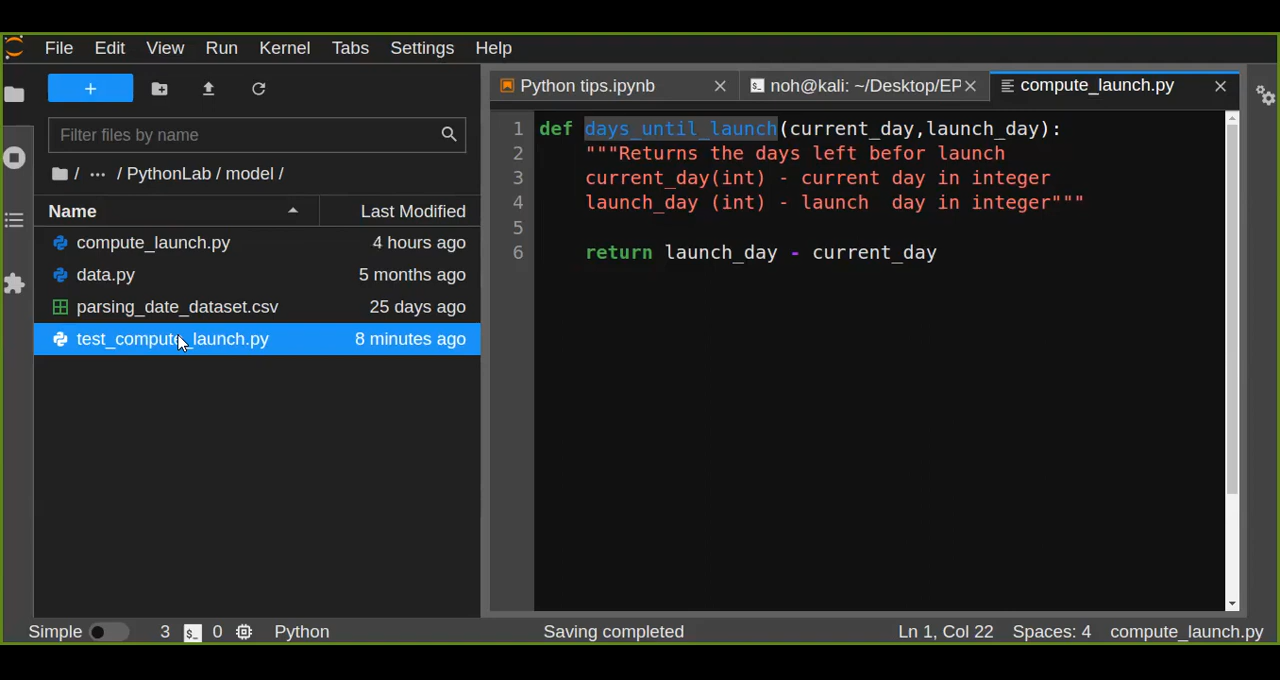 File Edit View Run Kernel Tabs Settings Help
+
Filter files by name
/ ... / PythonLab / model /
Name Last Modified
compute_launch.py 4 hours ago
data.py 5 months ago
parsing_date_dataset.csv 25 days ago
test_compute_launch.py 8 minutes ago
Python tips.ipynb noh@kali: ~/Desktop/EP compute_launch.py
1 def days_until_launch(current_day,launch_day):
2 """Returns the days left befor launch
3 current_day(int) - current day in integer
4 launch_day (int) - launch  day in integer"""
5
6 return launch_day - current_day
Simple 3 $_ 0 Python Saving completed Ln 1, Col 22 Spaces: 4 compute_launch.py